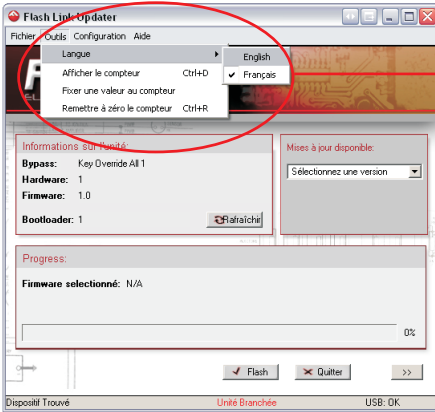 Flash Link Updater
Fichier Outils Configuration Aide
Langue
English
Français
Afficher le compteur Ctrl+D
Fixer une valeur au compteur
Remettre à zéro le compteur Ctrl+R
Informations sur l'unité:
Bypass: Key Override All 1
Hardware: 1
Firmware: 1.0
Bootloader: 1
Rafraîchir
Mises à jour disponible:
Sélectionnez une version
Progress:
Firmware selectionné: N/A
0%
Flash Quitter >>
Dispositif Trouvé Unité Branchée USB: OK